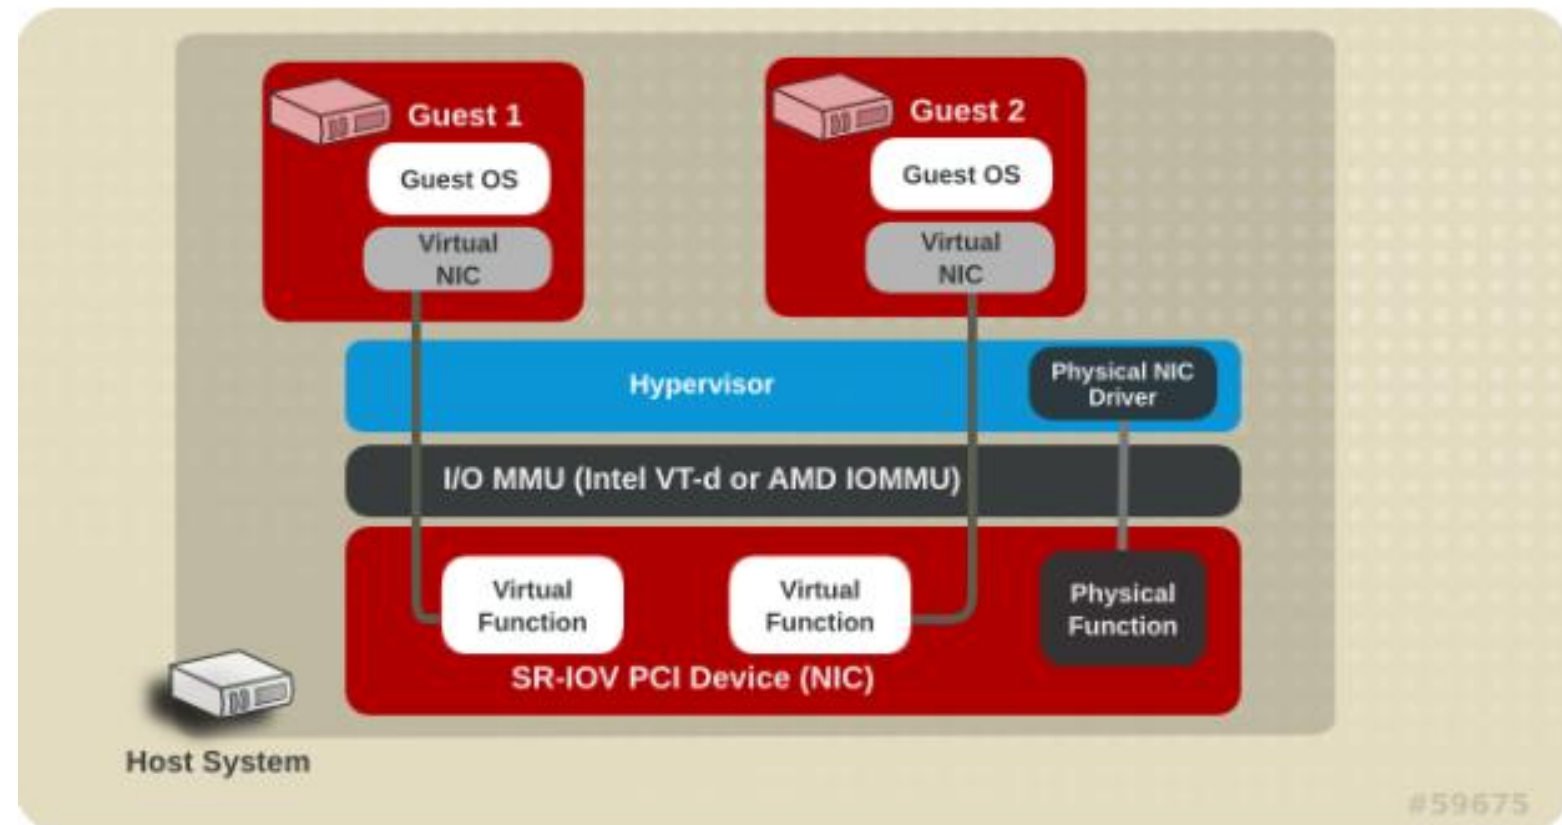 Guest 1
Guest OS
Virtual
NIC
Guest 2
Guest OS
Virtual
NIC
Hypervisor
Physical NIC
Driver
I/O MMU (Intel VT-d or AMD IOMMU)
Virtual
Function
Virtual
Function
Physical
Function
SR-IOV PCI Device (NIC)
Host System
#59675